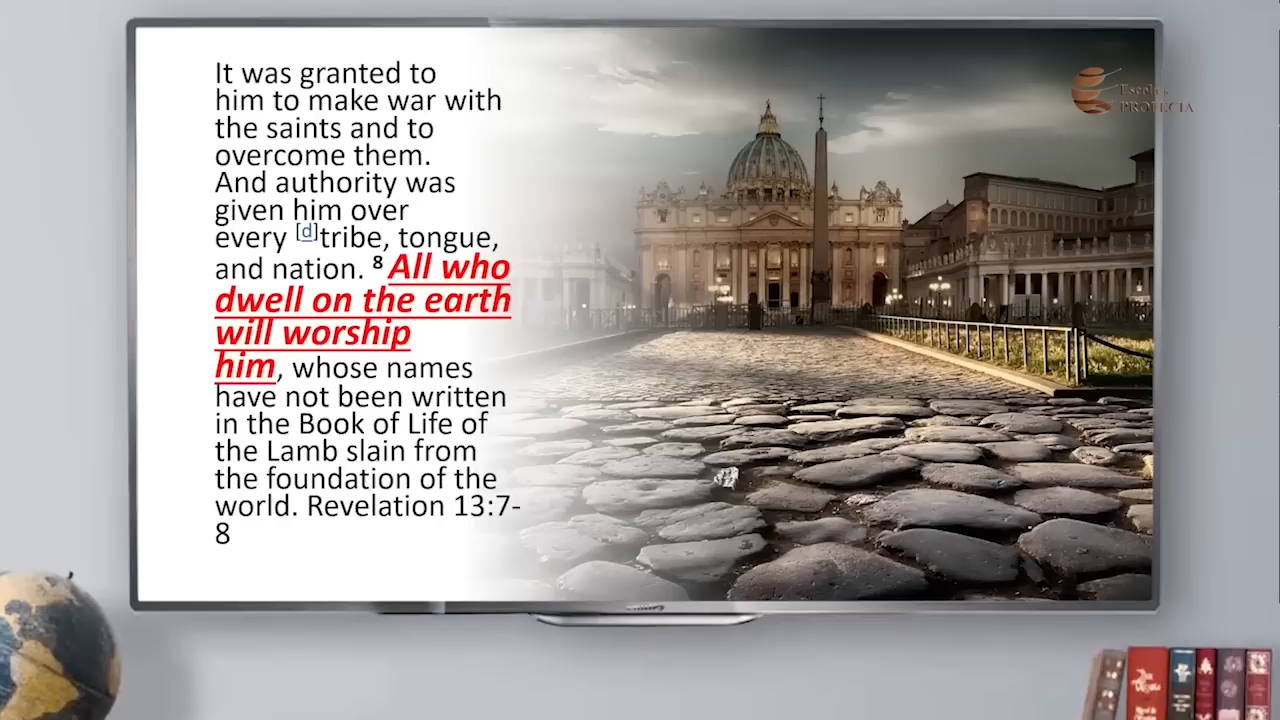 It was granted to
him to make war with
the saints and to
overcome them.
And authority was
given him over
every [d]tribe, tongue,
and nation. 8 All who
dwell on the earth
will worship
him, whose names
have not been written
in the Book of Life of
the Lamb slain from
the foundation of the
world. Revelation 13:7-
8
Escola
PROFECIA